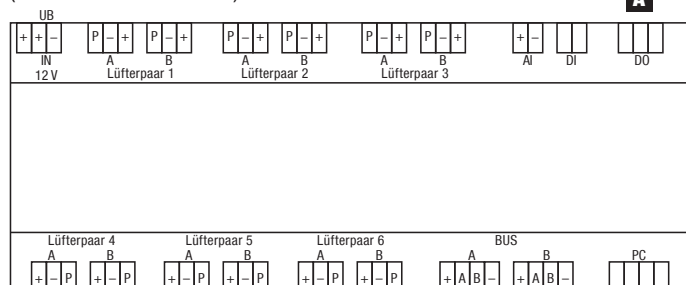 A
UB
+ + – P – + P – + P – + P – + P – + P – + + –
IN A B A B A B AI DI DO
12 V Lüfterpaar 1 Lüfterpaar 2 Lüfterpaar 3
Lüfterpaar 4 Lüfterpaar 5 Lüfterpaar 6 BUS
A B A B A B A B PC
+ – P + – P + – P + – P + – P + – P + A B – + A B –